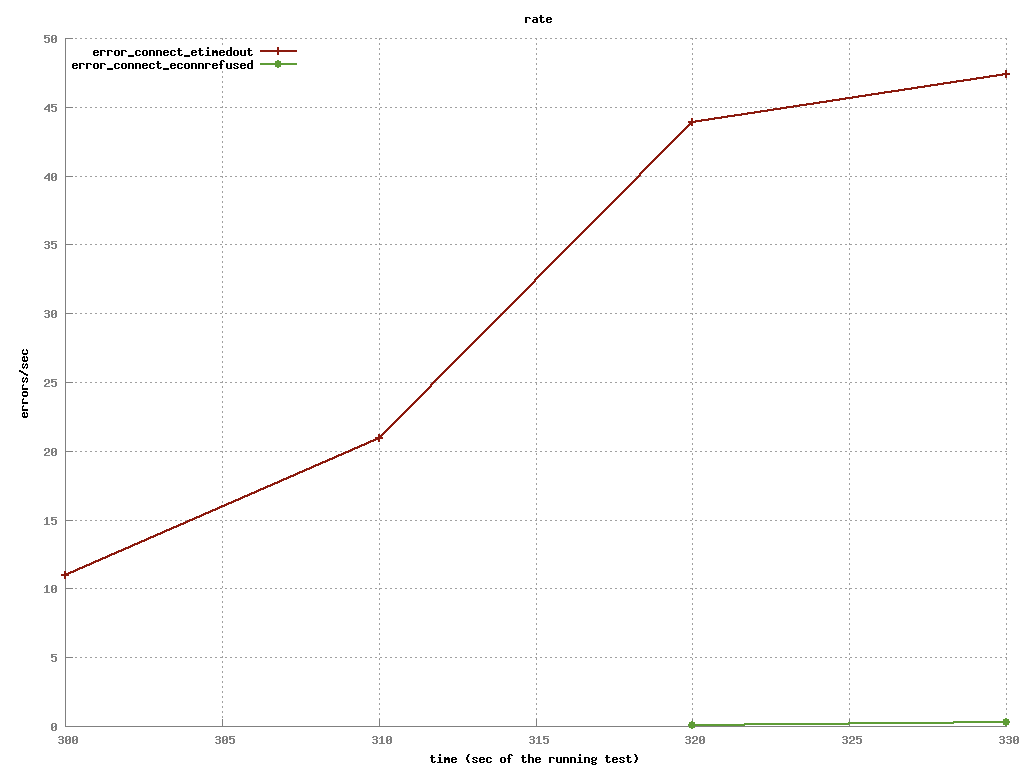 rate
50
error_connect_etimedout
error_connect_econnrefused
45
40
35
30
errors/sec
25
20
15
10
5
0
300 305 310 315 320 325 330
time (sec of the running test)